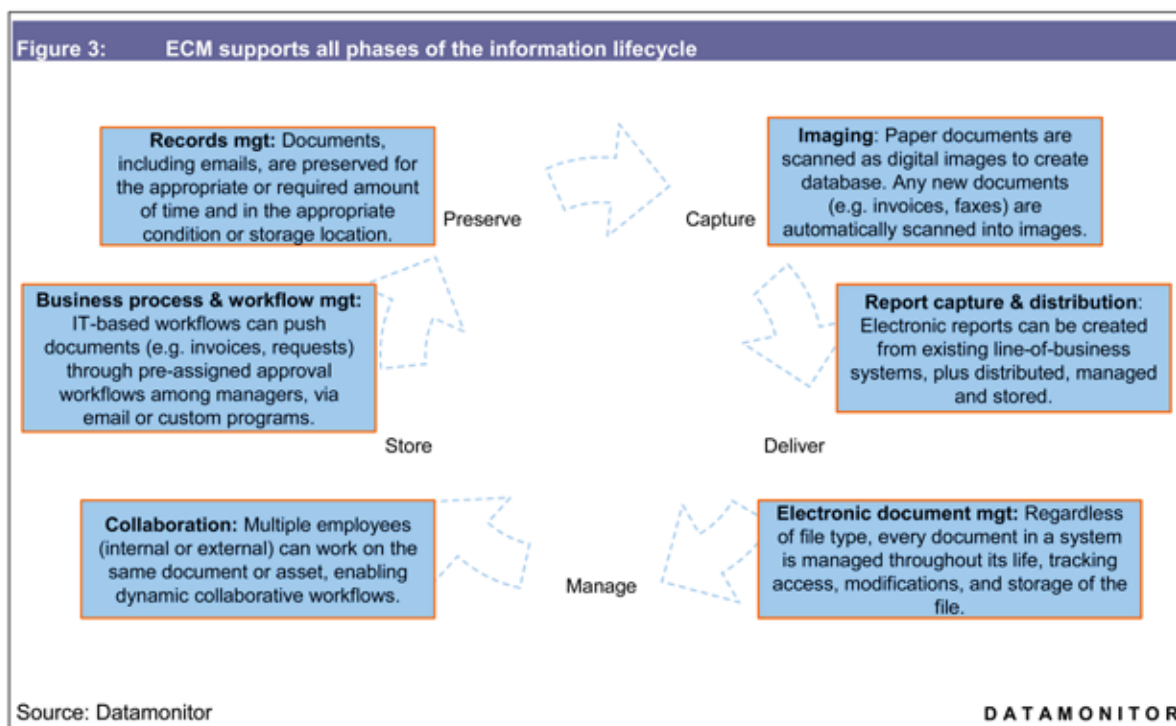 Figure 3: ECM supports all phases of the information lifecycle
Records mgt: Documents,
including emails, are preserved for
the appropriate or required amount
of time and in the appropriate
condition or storage location.
Preserve
Capture
Imaging: Paper documents are
scanned as digital images to create
database. Any new documents
(e.g. invoices, faxes) are
automatically scanned into images.
Business process & workflow mgt:
IT-based workflows can push
documents (e.g. invoices, requests)
through pre-assigned approval
workflows among managers, via
email or custom programs.
Report capture & distribution:
Electronic reports can be created
from existing line-of-business
systems, plus distributed, managed
and stored.
Store
Deliver
Collaboration: Multiple employees
(internal or external) can work on the
same document or asset, enabling
dynamic collaborative workflows.
Manage
Electronic document mgt: Regardless
of file type, every document in a system
is managed throughout its life, tracking
access, modifications, and storage of the
file.
Source: Datamonitor
DATAMONITOR